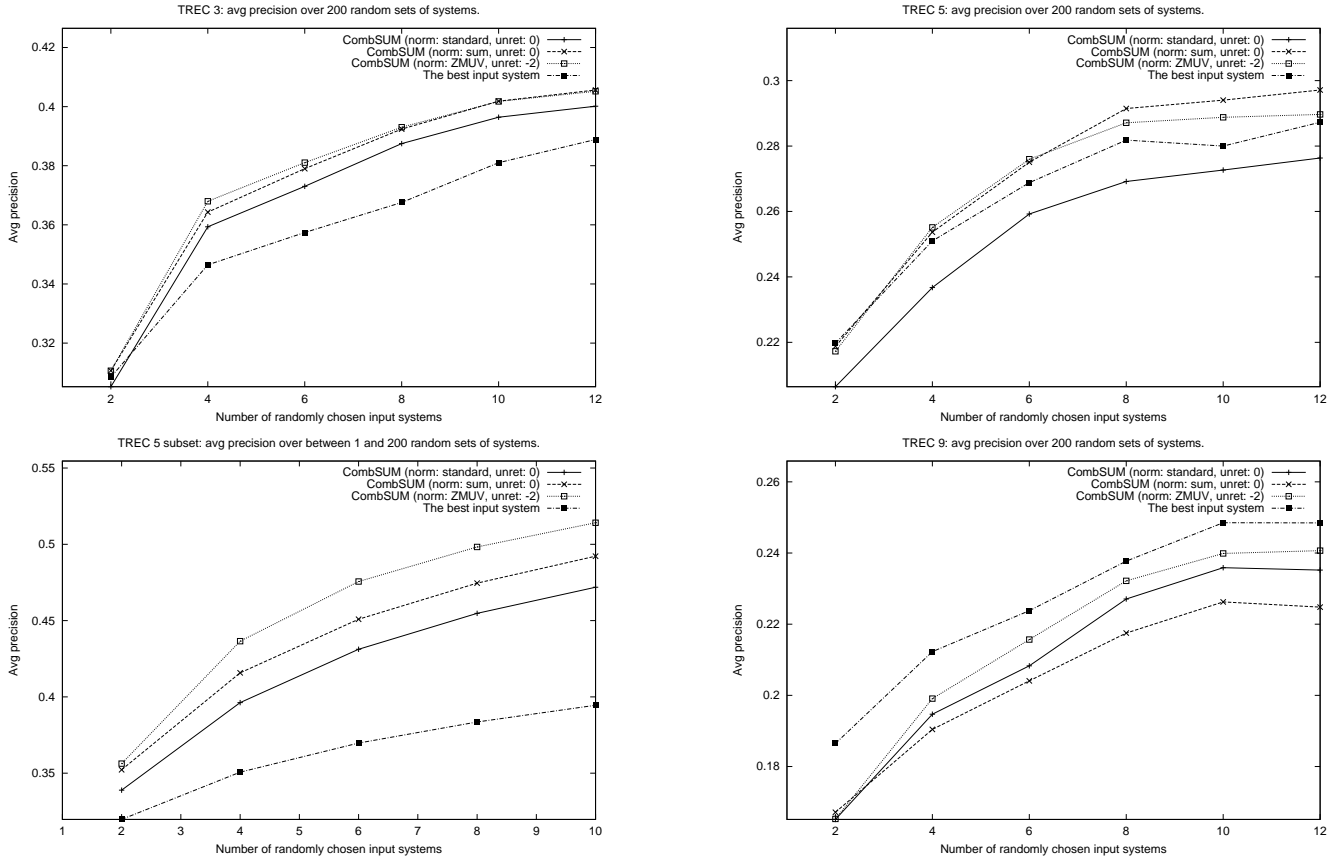 TREC 3: avg precision over 200 random sets of systems.
0.42
0.4
0.38
0.36
0.34
0.32
Avg precision
CombSUM (norm: standard, unret: 0)
CombSUM (norm: sum, unret: 0)
CombSUM (norm: ZMUV, unret: -2)
The best input system
2 4 6 8 10 12
Number of randomly chosen input systems
TREC 5: avg precision over 200 random sets of systems.
0.3
0.28
0.26
0.24
0.22
Avg precision
CombSUM (norm: standard, unret: 0)
CombSUM (norm: sum, unret: 0)
CombSUM (norm: ZMUV, unret: -2)
The best input system
2 4 6 8 10 12
Number of randomly chosen input systems
TREC 5 subset: avg precision over between 1 and 200 random sets of systems.
0.55
0.5
0.45
0.4
0.35
Avg precision
CombSUM (norm: standard, unret: 0)
CombSUM (norm: sum, unret: 0)
CombSUM (norm: ZMUV, unret: -2)
The best input system
1 2 3 4 5 6 7 8 9 10
Number of randomly chosen input systems
TREC 9: avg precision over 200 random sets of systems.
0.26
0.24
0.22
0.2
0.18
Avg precision
CombSUM (norm: standard, unret: 0)
CombSUM (norm: sum, unret: 0)
CombSUM (norm: ZMUV, unret: -2)
The best input system
2 4 6 8 10 12
Number of randomly chosen input systems